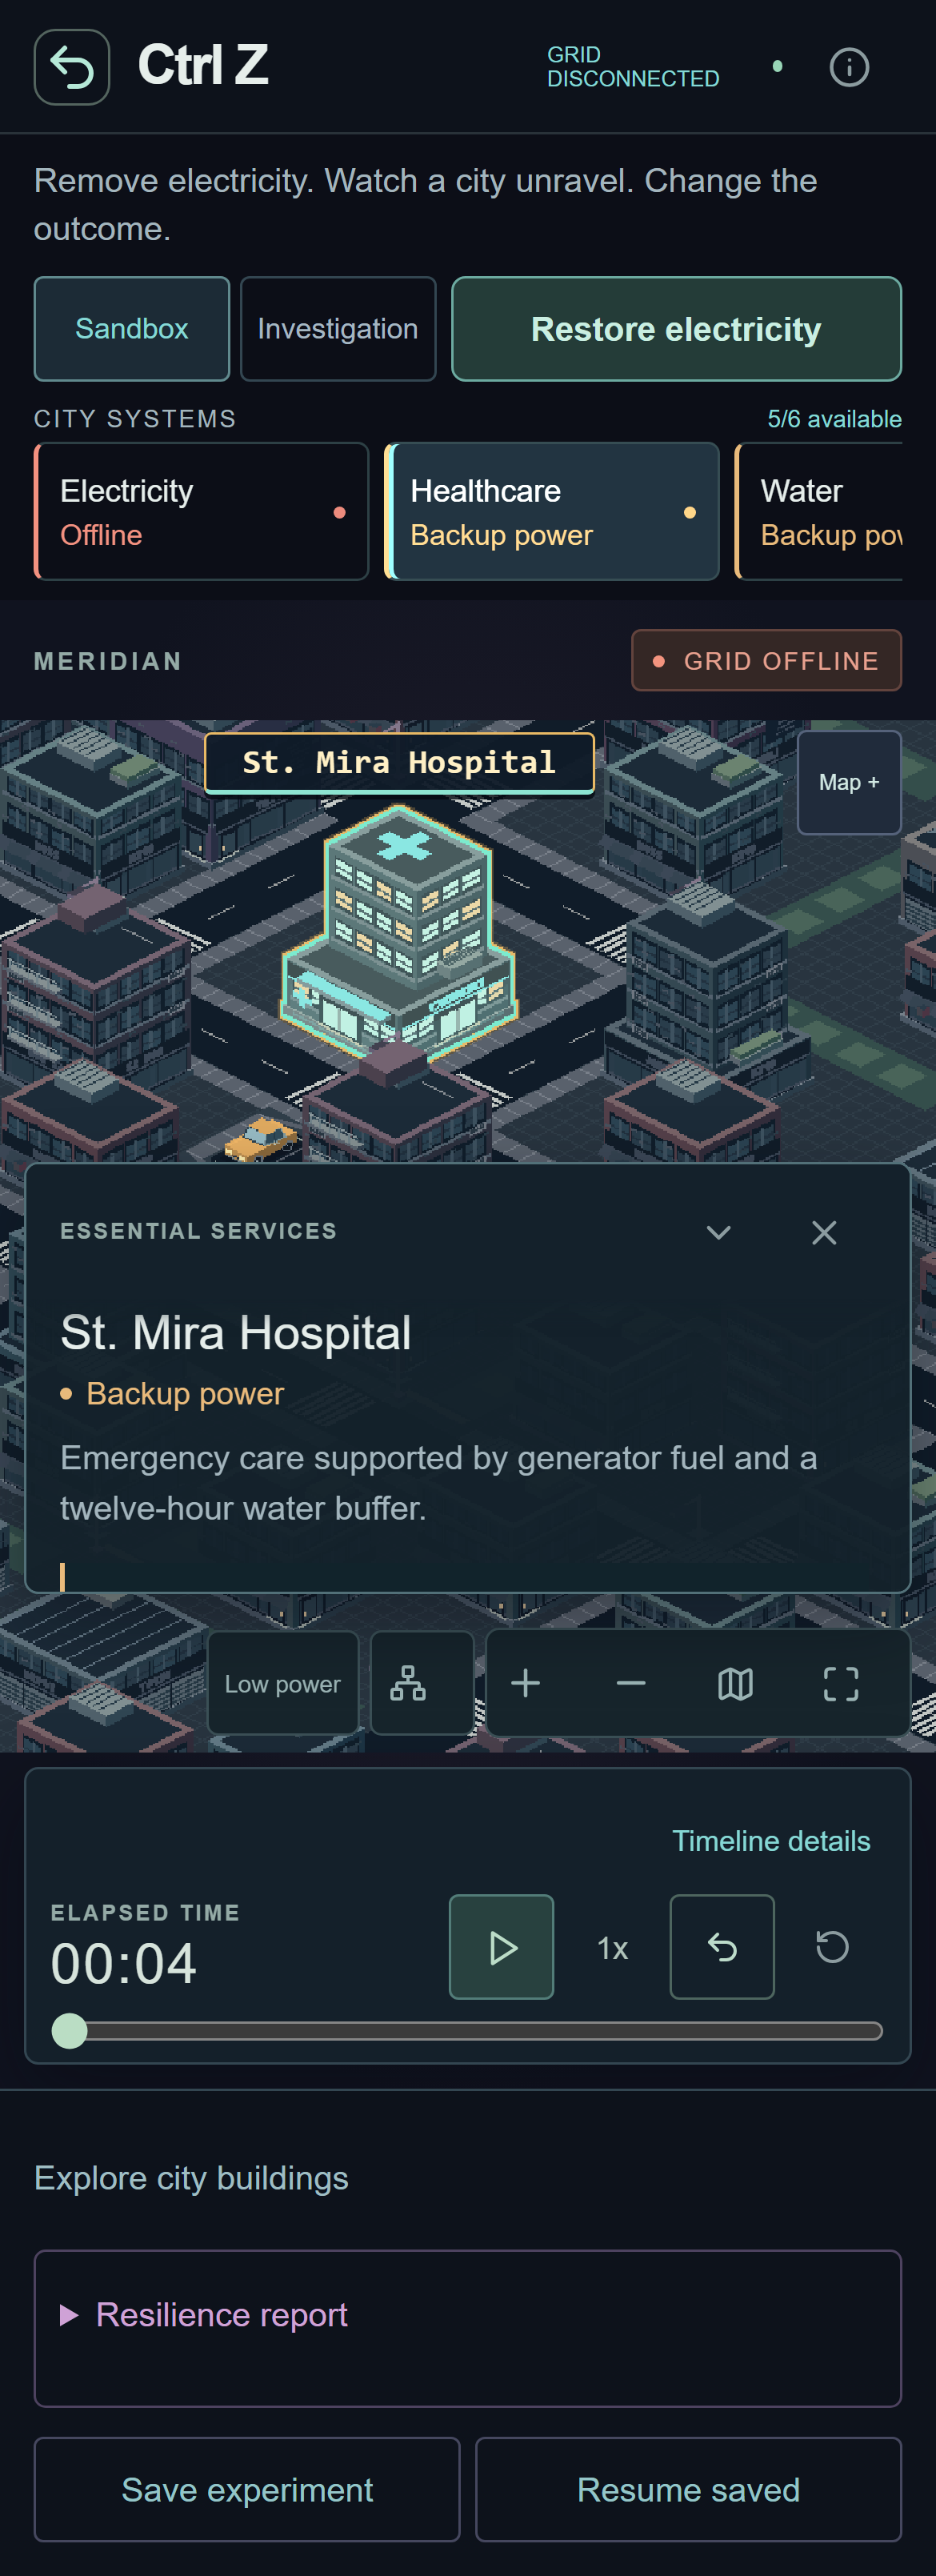 Ctrl Z
GRID
DISCONNECTED
Remove electricity. Watch a city unravel. Change the
outcome.
Sandbox
Investigation
Restore electricity
CITY SYSTEMS
5/6 available
Electricity
Offline
Healthcare
Backup power
Water
Backup pow
MERIDIAN
GRID OFFLINE
St. Mira Hospital
Map +
ESSENTIAL SERVICES
St. Mira Hospital
Backup power
Emergency care supported by generator fuel and a
twelve-hour water buffer.
Low power
Timeline details
ELAPSED TIME
00:04
1x
Explore city buildings
Resilience report
Save experiment
Resume saved